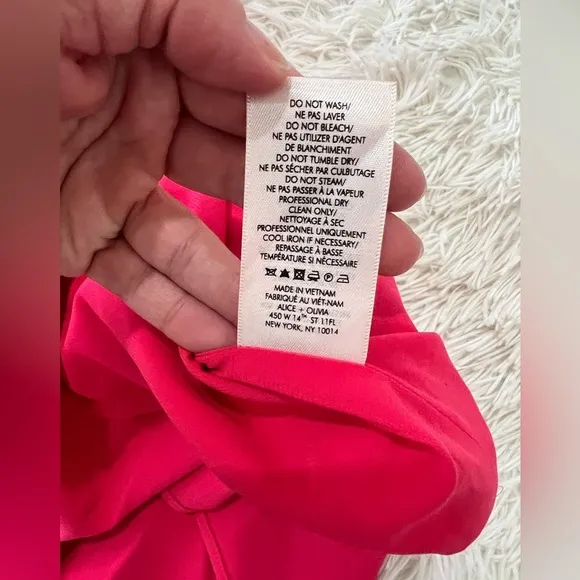 DO NOT WASH/
NE PAS LAVER
DO NOT BLEACH/
NE PAS UTILIZER D'AGENT
DE BLANCHIMENT
DO NOT TUMBLE DRY/
NE PAS SÉCHER PAR CULBUTAGE
DO NOT STEAM/
NE PAS PASSER À LA VAPEUR
PROFESSIONAL DRY
CLEAN ONLY/
NETTOYAGE À SEC
PROFESSIONEL UNIQUEMENT
COOL IRON IF NECESSARY/
REPASSAGE À BASSE
TEMPÉRATURE SI NÉCESSAIRE
MADE IN VIETNAM
FABRIQUÉ AU VIÊT-NAM
ALICE + OLIVIA
450 W 14TH ST 11FL
NEW YORK, NY 10014